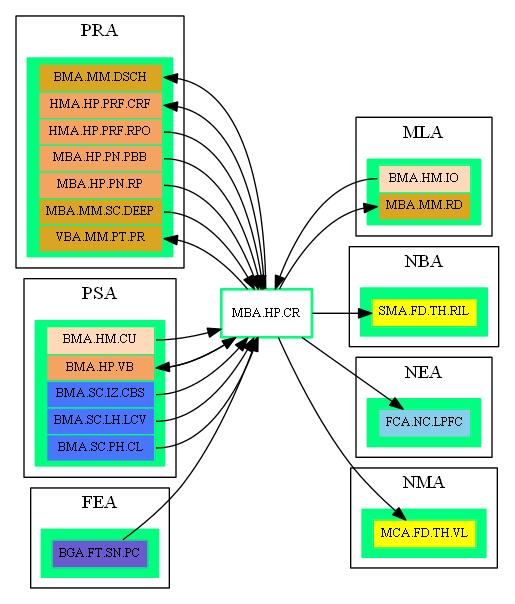 PRA
BMA.MM.DSCH
HMA.HP.PRF.CRF
HMA.HP.PRF.RPO
MBA.HP.PN.PBB
MBA.HP.PN.RP
MBA.MM.SC.DEEP
VBA.MM.PT.PR
PSA
BMA.HM.CU
BMA.HP.VB
BMA.SC.IZ.CBS
BMA.SC.LH.LCV
BMA.SC.PH.CL
FEA
BGA.FT.SN.PC
MBA.HP.CR
MLA
BMA.HM.IO
MBA.MM.RD
NBA
SMA.FD.TH.RIL
NEA
FCA.NC.LPFC
NMA
MCA.FD.TH.VL